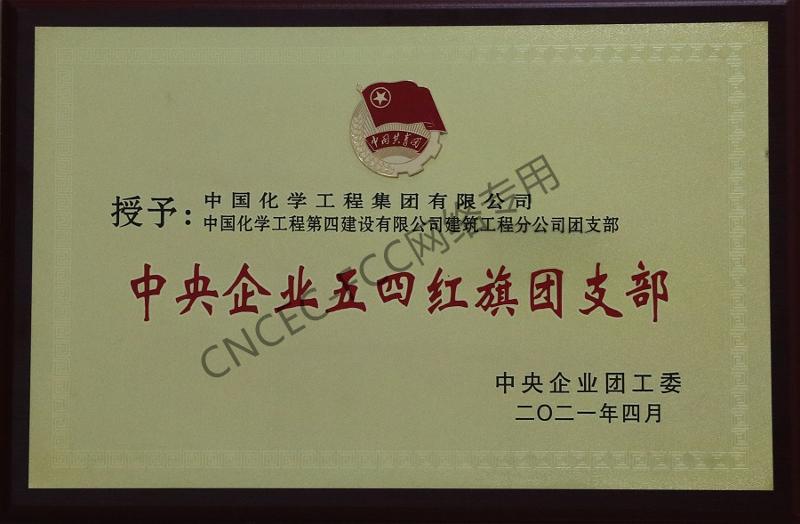 中国共青团
授予：
中国化学工程集团有限公司
中国化学工程第四建设有限公司建筑工程分公司团支部
中央企业五四红旗团支部
中央企业团工委
二〇二一年四月
CNCEC-FCC网络专用